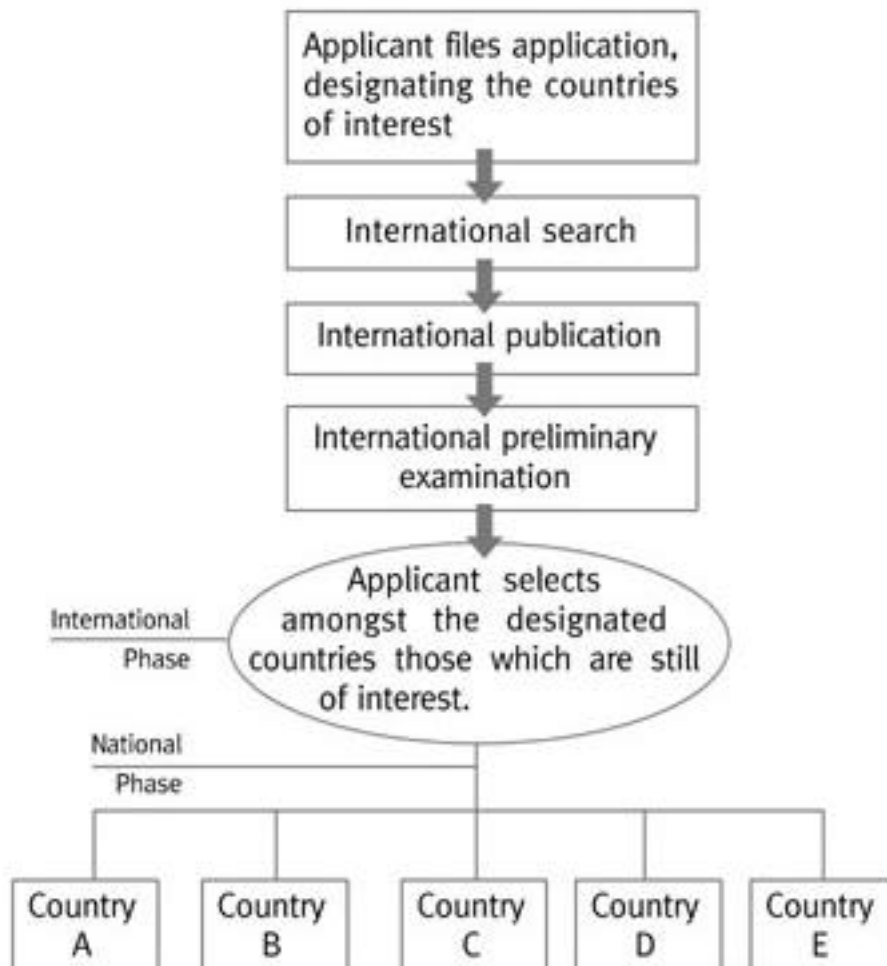 Applicant files application,
designating the countries
of interest
International search
International publication
International preliminary
examination
Applicant selects
amongst the designated
countries those which are still
of interest.
International
Phase
National
Phase
Country
A
Country
B
Country
C
Country
D
Country
E